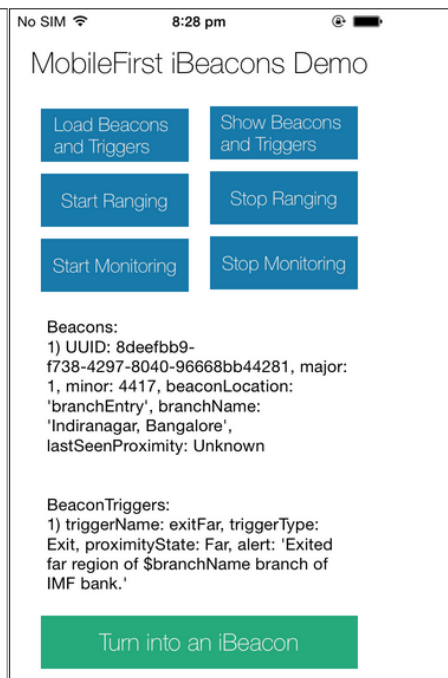 No SIM 8:28 pm
MobileFirst iBeacons Demo
Load Beacons and Triggers
Show Beacons and Triggers
Start Ranging
Stop Ranging
Start Monitoring
Stop Monitoring
Beacons:
1) UUID: 8deefbb9-
f738-4297-8040-96668bb44281, major:
1, minor: 4417, beaconLocation:
'branchEntry', branchName:
'Indiranagar, Bangalore',
lastSeenProximity: Unknown
BeaconTriggers:
1) triggerName: exitFar, triggerType:
Exit, proximityState: Far, alert: 'Exited
far region of $branchName branch of
IMF bank.'
Turn into an iBeacon